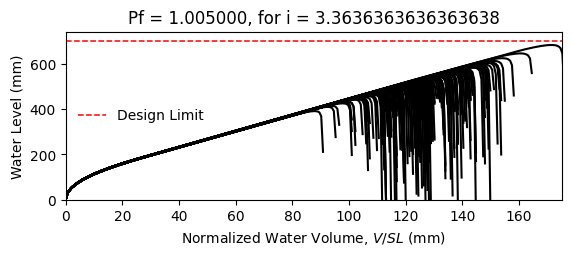 Pf = 1.005000, for i = 3.3636363636363638
600
400
200
0
Water Level (mm)
Design Limit
0 20 40 60 80 100 120 140 160
Normalized Water Volume, V/SL (mm)